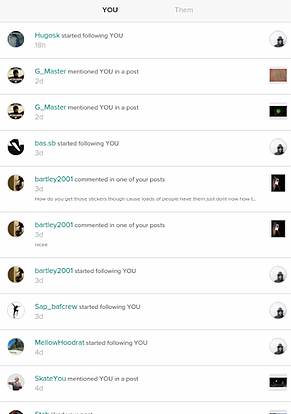 YOU Them
Hugosk started following YOU
18h
G_Master mentioned YOU in a post
2d
G_Master mentioned YOU in a post
2d
bas.sb started following YOU
3d
bartley2001 commented in one of your posts
3d
How do you get those stickers though cause loads of people have them just dont now how t...
bartley2001 commented in one of your posts
3d
nicee
bartley2001 started following YOU
3d
Sap_bafcrew started following YOU
3d
MellowHoodrat started following YOU
4d
SkateYou mentioned YOU in a post
4d